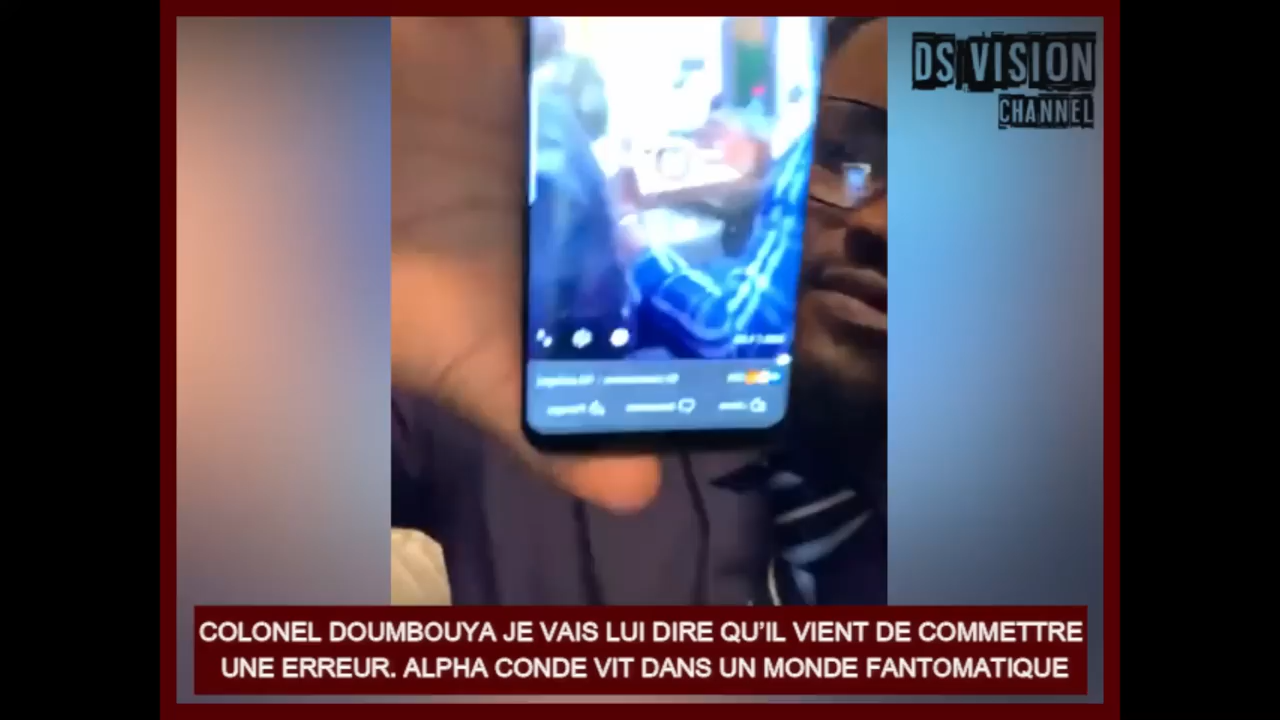 DS VISION
CHANNEL
COLONEL DOUMBOUYA JE VAIS LUI DIRE QU'IL VIENT DE COMMETTRE
UNE ERREUR. ALPHA CONDE VIT DANS UN MONDE FANTOMATIQUE